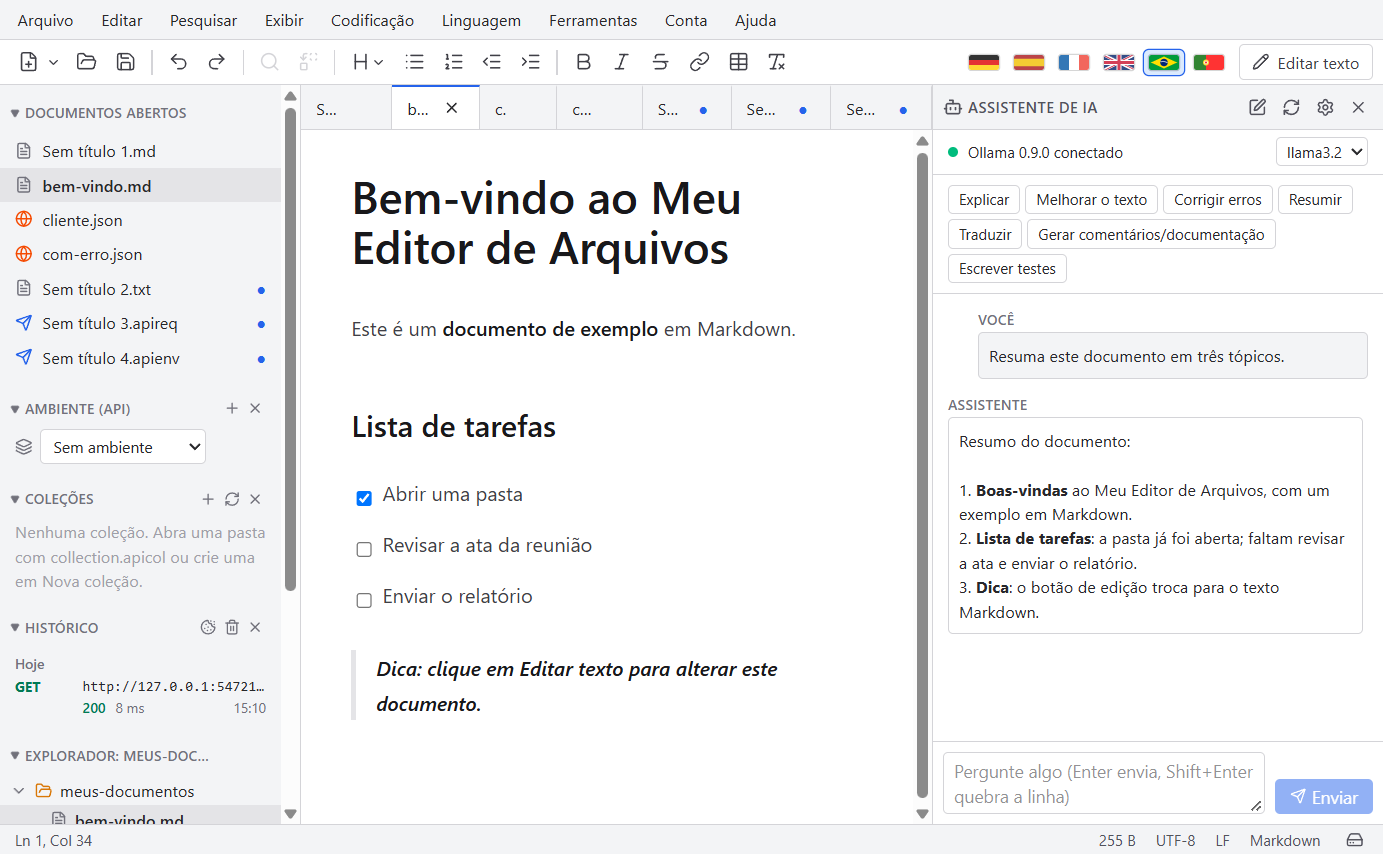 Arquivo Editar Pesquisar Exibir Codificação Linguagem Ferramentas Conta Ajuda
Editar texto
DOCUMENTOS ABERTOS
Sem título 1.md
bem-vindo.md
cliente.json
com-erro.json
Sem título 2.txt
Sem título 3.apireq
Sem título 4.apienv
AMBIENTE (API)
Sem ambiente
COLEÇÕES
Nenhuma coleção. Abra uma pasta
com collection.apicol ou crie uma
em Nova coleção.
HISTÓRICO
Hoje
GET http://127.0.0.1:54721…
200 8 ms 15:10
EXPLORADOR: MEUS-DOC…
meus-documentos
bem-vindo.md
S... b... c. c... S... Se... Se...
Bem-vindo ao Meu
Editor de Arquivos
Este é um documento de exemplo em Markdown.
Lista de tarefas
Abrir uma pasta
Revisar a ata da reunião
Enviar o relatório
Dica: clique em Editar texto para alterar este
documento.
ASSISTENTE DE IA
Ollama 0.9.0 conectado llama3.2
Explicar Melhorar o texto Corrigir erros Resumir
Traduzir Gerar comentários/documentação
Escrever testes
VOCÊ
Resuma este documento em três tópicos.
ASSISTENTE
Resumo do documento:
1. Boas-vindas ao Meu Editor de Arquivos, com um
exemplo em Markdown.
2. Lista de tarefas: a pasta já foi aberta; faltam revisar
a ata e enviar o relatório.
3. Dica: o botão de edição troca para o texto
Markdown.
Pergunte algo (Enter envia, Shift+Enter
quebra a linha)
Enviar
Ln 1, Col 34 255 B UTF-8 LF Markdown